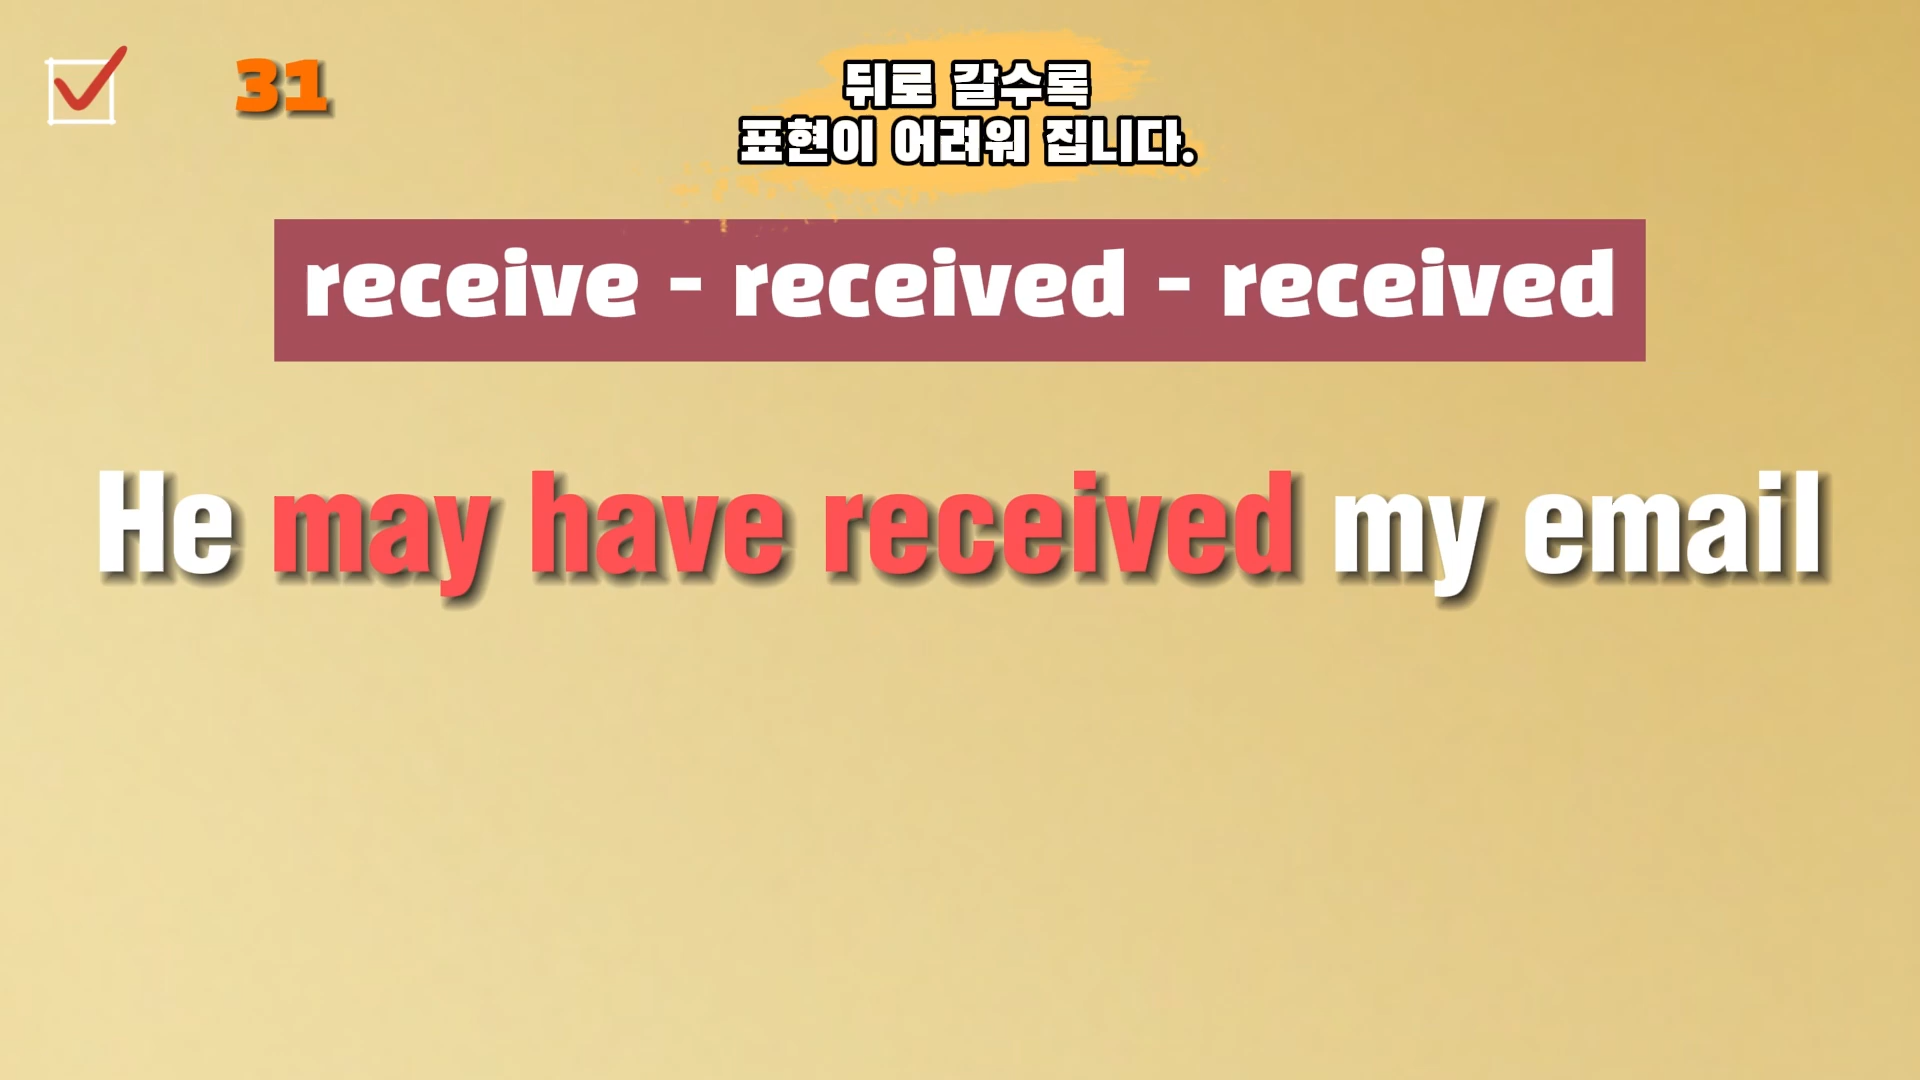 31
뒤로 갈수록
표현이 어려워 집니다.
receive - received - received
He may have received my email